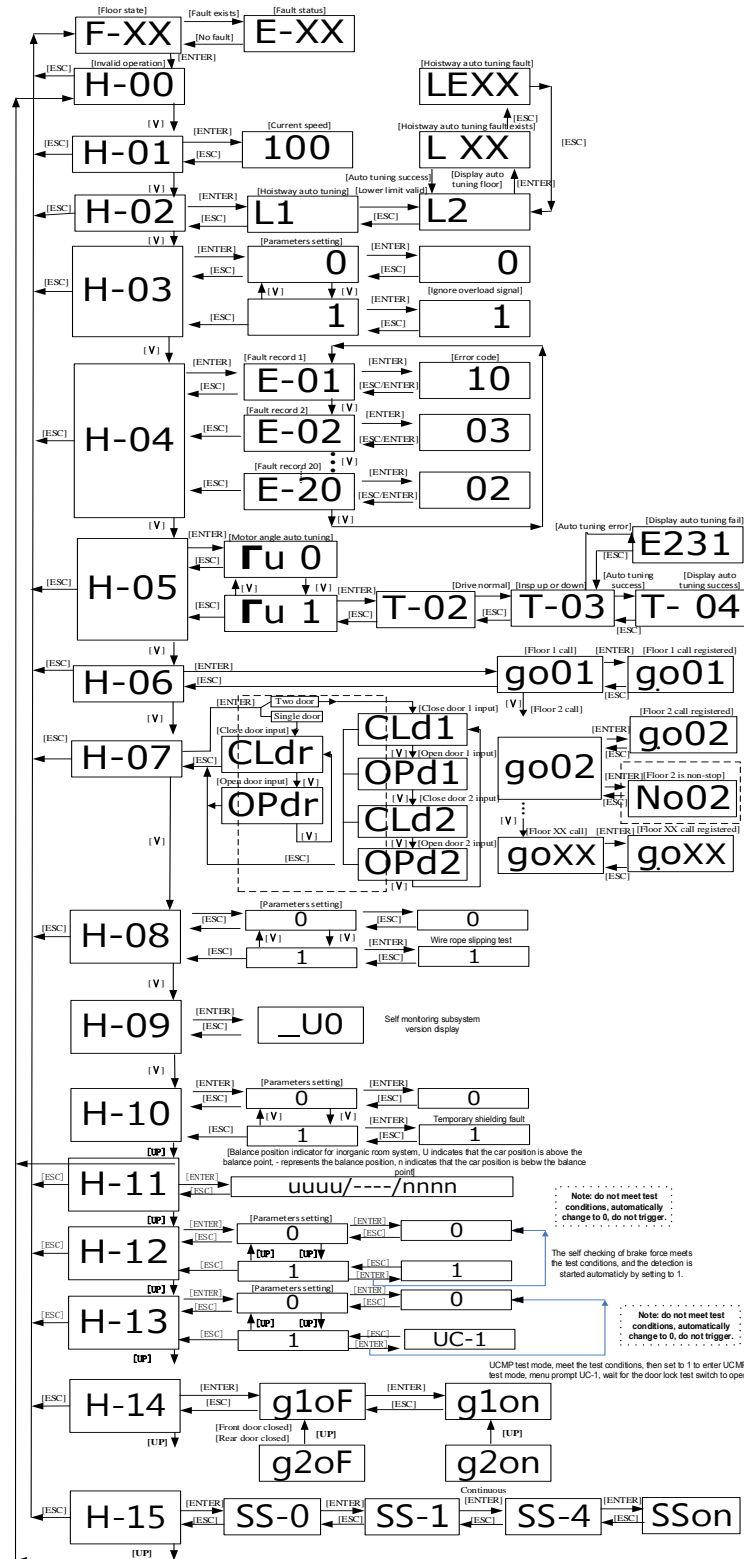 [Floor state]
[Fault exists]
[Fault status]
F-XX
E-XX
[No fault]
[ENTER]
[Invalid operation]
[ESC]
H-00
[Hoistway auto tuning fault]
LEXX
[V]
[ESC]
[ESC]
[ENTER]
[Current speed]
[Hoistway auto tuning fault exists]
H-01
100
L XX
[ESC]
[ESC]
[V]
[Auto tuning success]
[Display auto tuning floor]
[ENTER]
[ENTER]
[Hoistway auto tuning]
[Lower limit valid]
[ESC]
H-02
[ESC]
L1
[ESC]
L2
[V]
[Parameters setting]
[ENTER]
0
[ENTER]
0
[ESC]
[ESC]
[ESC]
H-03
[V]
[V]
[Ignore overload signal]
[ENTER]
[ESC]
1
[ESC]
1
[V]
[Fault record 1]
[Error code]
[ENTER]
[ESC]
E-01
[ENTER]
[ESC/ENTER]
10
[V]
[Fault record 2]
[ESC]
H-04
[ESC]
E-02
[ENTER]
[ESC/ENTER]
03
[V]
[Fault record 20]
[ESC]
E-20
[ENTER]
[ESC/ENTER]
02
[V]
[V]
[ENTER]
[Motor angle auto tuning]
[Auto tuning error]
[Display auto tuning fail]
[ESC]
Гu 0
E231
[ESC]
[ESC]
H-05
[V]
[V]
[ENTER]
[Drive normal]
[Insp up or down]
[Auto tuning success]
[Display auto tuning success]
[ESC]
Гu 1
[ESC]
T-02
[ESC]
T-03
[ESC]
T- 04
[V]
[ENTER]
[Floor 1 call]
[ENTER]
[Floor 1 call registered]
[ESC]
H-06
[ESC]
go01
[ESC]
go01
[V]
[V]
[Floor 2 call]
[ENTER]
Two door
Single door
[Close door 1 input]
CLd1
[Floor 2 call registered]
[ENTER]
go.02
[ESC]
[Close door input]
[ESC]
H-07
[ESC]
CLdr
[V]
[Open door 1 input]
OPd1
go02
[ENTER]
[Floor 2 is non-stop]
[ESC]
No02
[Open door input]
[V]
OPdr
[V]
[Close door 2 input]
CLd2
[V]
[ESC]
[V]
[Open door 2 input]
OPd2
[V]
[V]
[V]
[Floor XX call]
[ENTER]
[Floor XX call registered]
goXX
[ESC]
go.XX
[Parameters setting]
[ENTER]
0
[ENTER]
0
[ESC]
[ESC]
[ESC]
H-08
[V]
[V]
[ENTER]
Wire rope slipping test
[ESC]
1
[ESC]
1
[V]
[ENTER]
[ESC]
H-09
[ESC]
_U0
Self monitoring subsystem
version display
[V]
[ENTER]
[Parameters setting]
[ENTER]
[ESC]
0
[ESC]
0
[ESC]
H-10
[V]
[V]
[ENTER]
Temporary shielding fault
[ESC]
1
[ESC]
1
[UP]
[Balance position indicator for inorganic room system, U indicates that the car position is above the
balance point, - represents the balance position, n indicates that the car position is below the balance
point]
[ESC]
H-11
[ENTER]
[ESC]
uuuu/----/nnnn
Note: do not meet test
conditions, automatically
change to 0, do not trigger.
[UP]
[Parameters setting]
[ENTER]
[ESC]
0
[ENTER]
[ESC]
0
[ESC]
H-12
[UP]
[UP]
The self checking of brake force meets
the test conditions, and the detection is
started automaticly by setting to 1.
[ESC]
1
[ESC]
[ENTER]
1
[UP]
[Parameters setting]
[ENTER]
[ESC]
0
[ENTER]
[ESC]
0
[ESC]
H-13
[UP]
[UP]
Note: do not meet test
conditions, automatically
change to 0, do not trigger.
[ESC]
1
[ESC]
[ENTER]
UC-1
[UP]
UCMP test mode, meet the test conditions, then set to 1 to enter UCMP
test mode, menu prompt UC-1, wait for the door lock test switch to open
[ENTER]
[ENTER]
[ESC]
H-14
[ESC]
g1oF
[ESC]
g1on
[Front door closed]
[Rear door closed]
[UP]
[UP]
[UP]
g2oF
g2on
Continuous
[ENTER]
[ENTER]
[ENTER]
[ENTER]
[ESC]
H-15
[ESC]
SS-0
[ESC]
SS-1
[ESC]
SS-4
[ESC]
SSon
[UP]